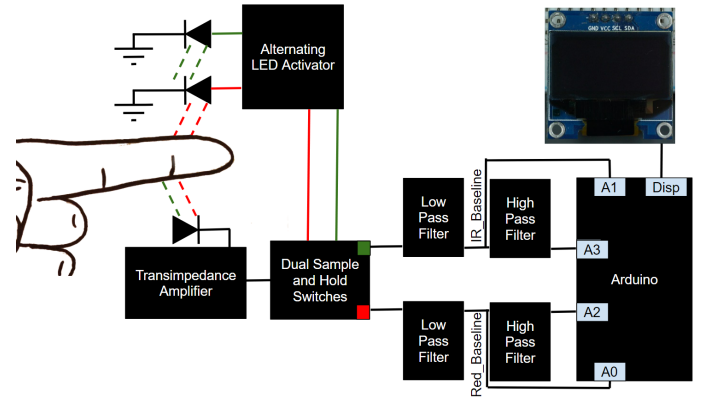 Alternating
LED Activator
GND VCC SCL SDA
Low
Pass
Filter
IR_Baseline
High
Pass
Filter
A1
Disp
A3
Arduino
Transimpedance
Amplifier
Dual Sample
and Hold
Switches
A2
Low
Pass
Filter
Red_Baseline
High
Pass
Filter
A0